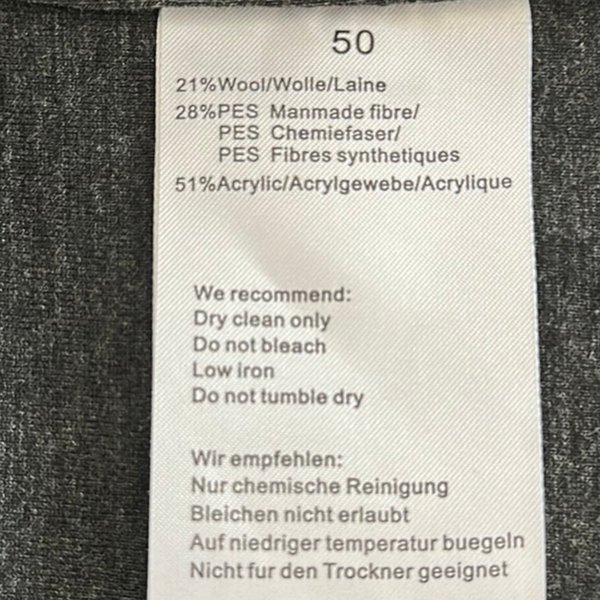 50
21%Wool/Wolle/Laine
28%PES Manmade fibre/
PES Chemiefaser/
PES Fibres synthetiques
51%Acrylic/Acrylgewebe/Acrylique
We recommend:
Dry clean only
Do not bleach
Low iron
Do not tumble dry
Wir empfehlen:
Nur chemische Reinigung
Bleichen nicht erlaubt
Auf niedriger temperatur buegeln
Nicht fur den Trockner geeignet